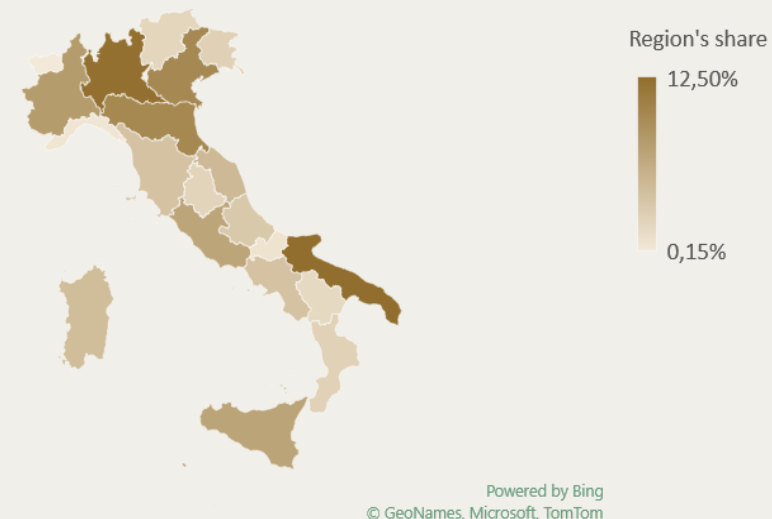 Region's share
12,50%
0,15%
Powered by Bing
© GeoNames, Microsoft, TomTom